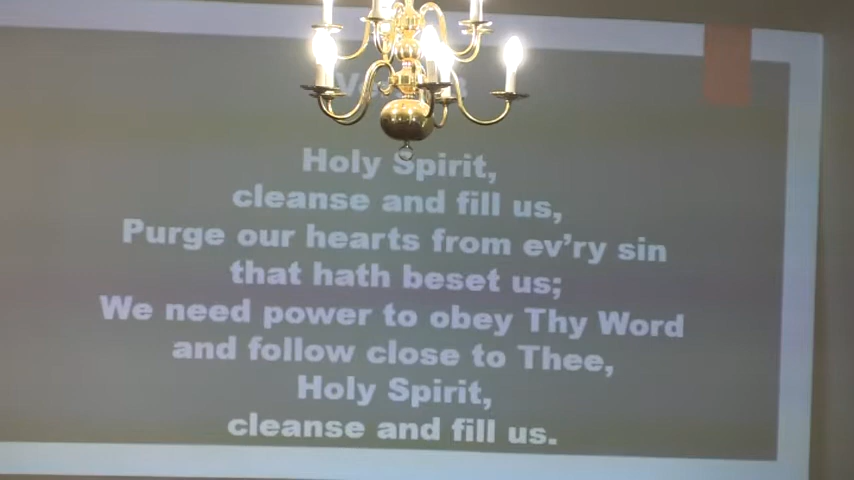 Holy Spirit,
cleanse and fill us,
Purge our hearts from ev'ry sin
that hath beset us;
We need power to obey Thy Word
and follow close to Thee,
Holy Spirit,
cleanse and fill us.